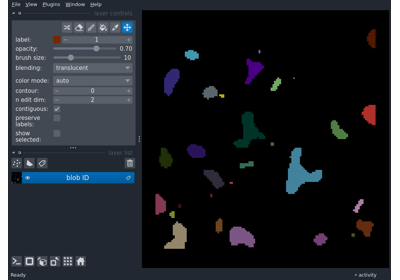 File View Plugins Window Help
layer controls
label: 1
opacity: 0.70
brush size: 10
blending: translucent
color mode: auto
contour: 0
n edit dim: 2
contiguous:
preserve
labels:
show
selected:
layer list
blob ID
Ready
activity